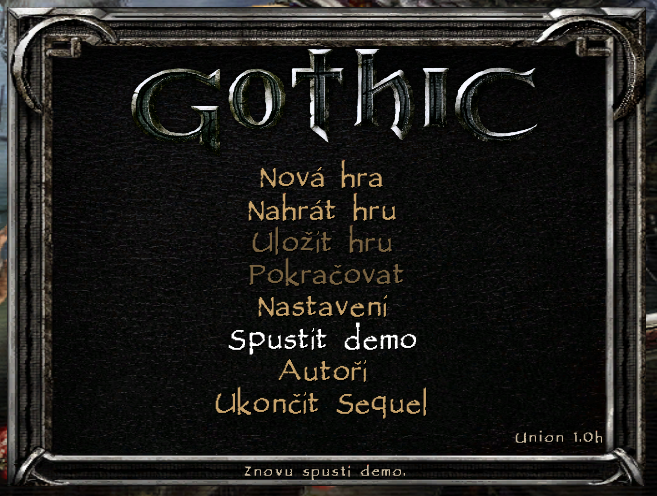 GOTHIC
Nová hra
Nahrát hru
Uložit hru
Pokračovat
Nastavení
Spustit demo
Autoři
Ukončit Sequel
Union 1.0h
Znovu spustí demo.